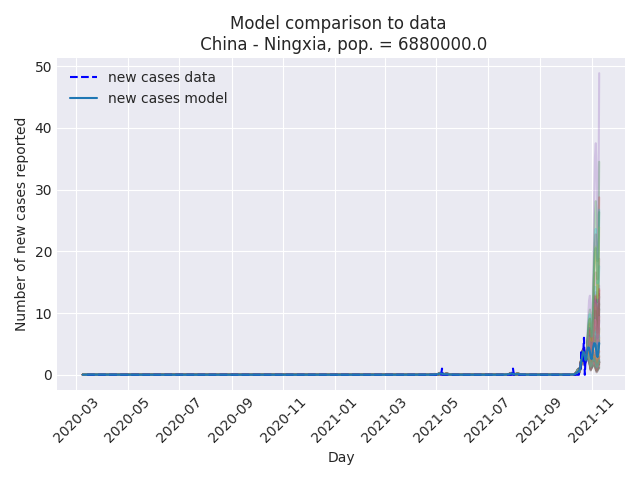 Model comparison to data
China - Ningxia, pop. = 6880000.0
new cases data
new cases model
Number of new cases reported
50
40
30
20
10
0
2020-03
2020-05
2020-07
2020-09
2020-11
2021-01
2021-03
2021-05
2021-07
2021-09
2021-11
Day